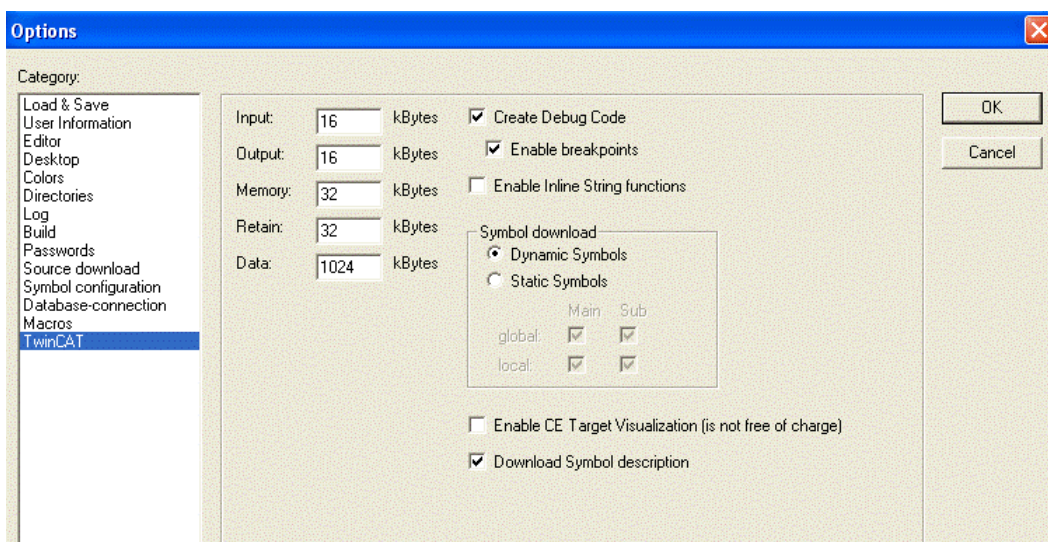 Options
Category:
Load & Save
User Information
Editor
Desktop
Colors
Directories
Log
Build
Passwords
Source download
Symbol configuration
Database-connection
Macros
TwinCAT
Input: 16 kBytes
Output: 16 kBytes
Memory: 32 kBytes
Retain: 32 kBytes
Data: 1024 kBytes
Create Debug Code
Enable breakpoints
Enable Inline String functions
Symbol download
Dynamic Symbols
Static Symbols
Main Sub
global:
local:
Enable CE Target Visualization (is not free of charge)
Download Symbol description
OK
Cancel